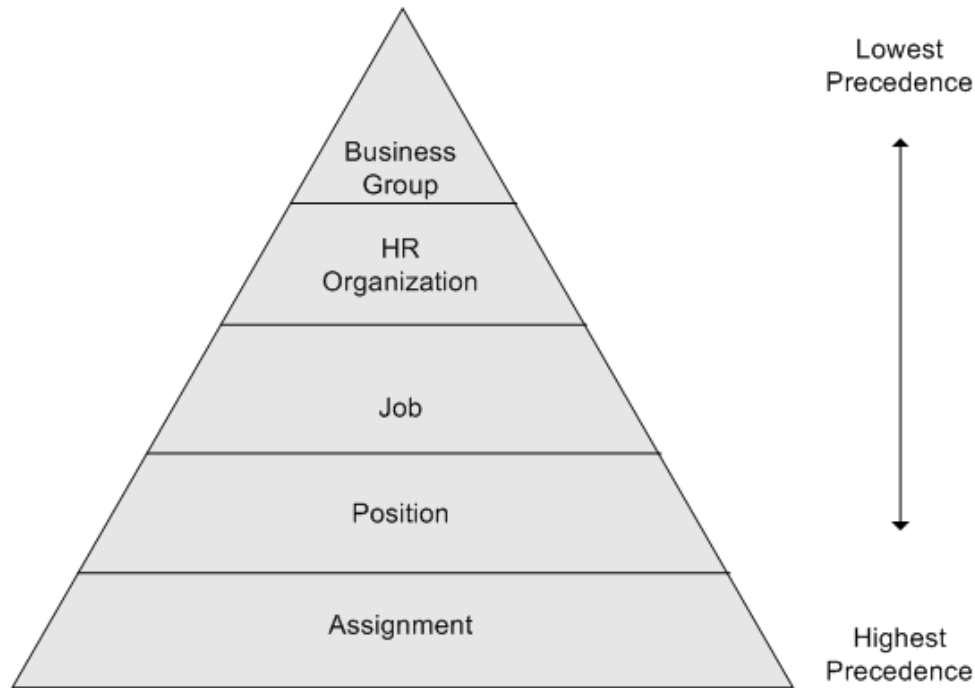 Lowest
Precedence
Business
Group
HR
Organization
Job
Position
Assignment
Highest
Precedence